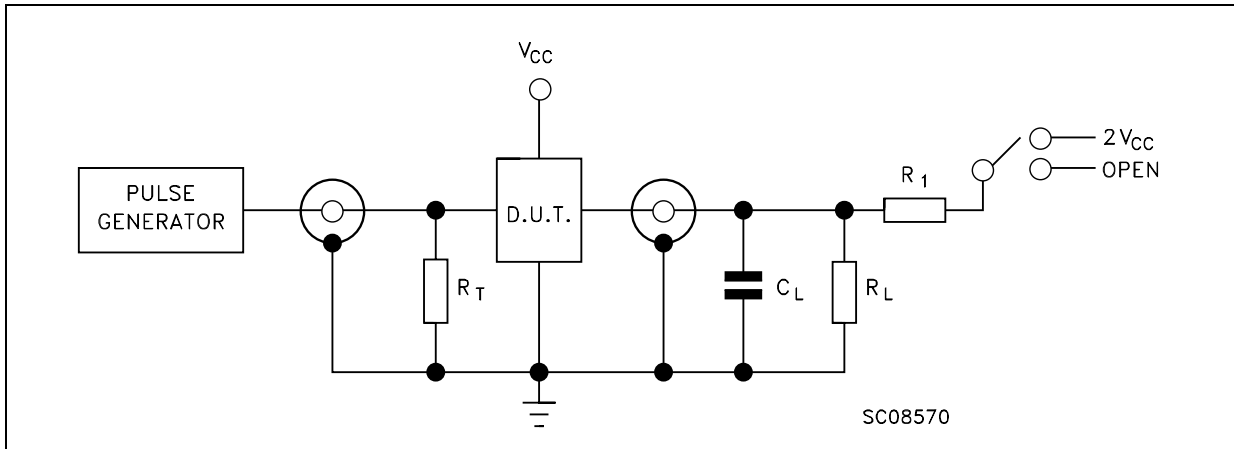 VCC
2VCC
OPEN
R1
PULSE
GENERATOR
D.U.T.
RT
CL
RL
SC08570